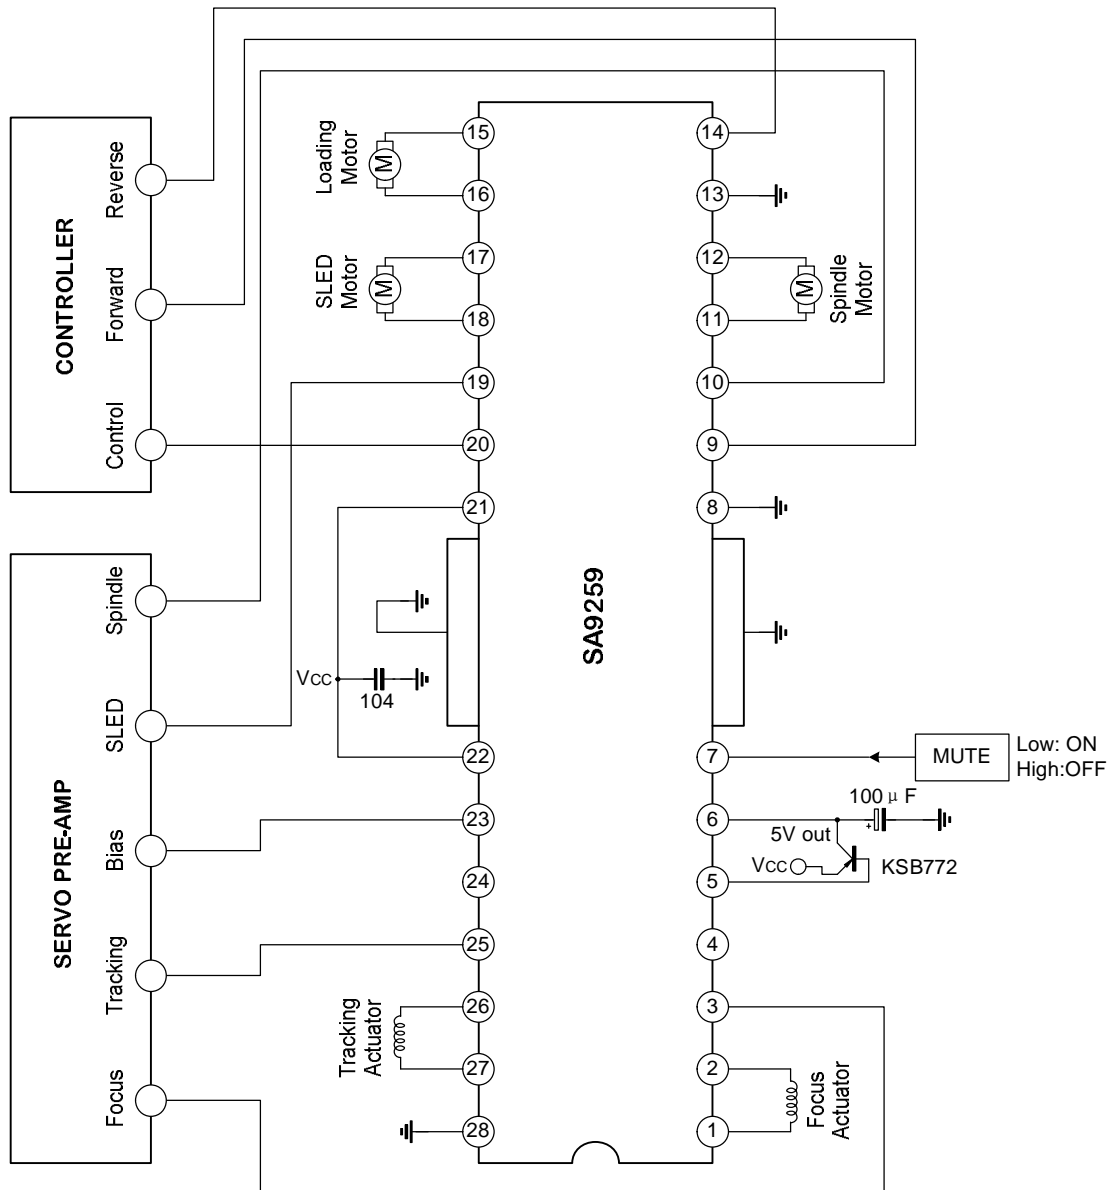 CONTROLLER
Reverse
Forward
Control
SERVO PRE-AMP
Spindle
SLED
Bias
Tracking
Focus
Loading
Motor
M
SLED
Motor
M
Vcc
104
Tracking
Actuator
15
16
17
18
19
20
21
22
23
24
25
26
27
28
SA9259
14
13
12
11
10
9
8
7
6
5
4
3
2
1
M
Spindle
Motor
MUTE
Low: ON
High:OFF
100 μ F
+
5V out
Vcc
KSB772
Focus
Actuator